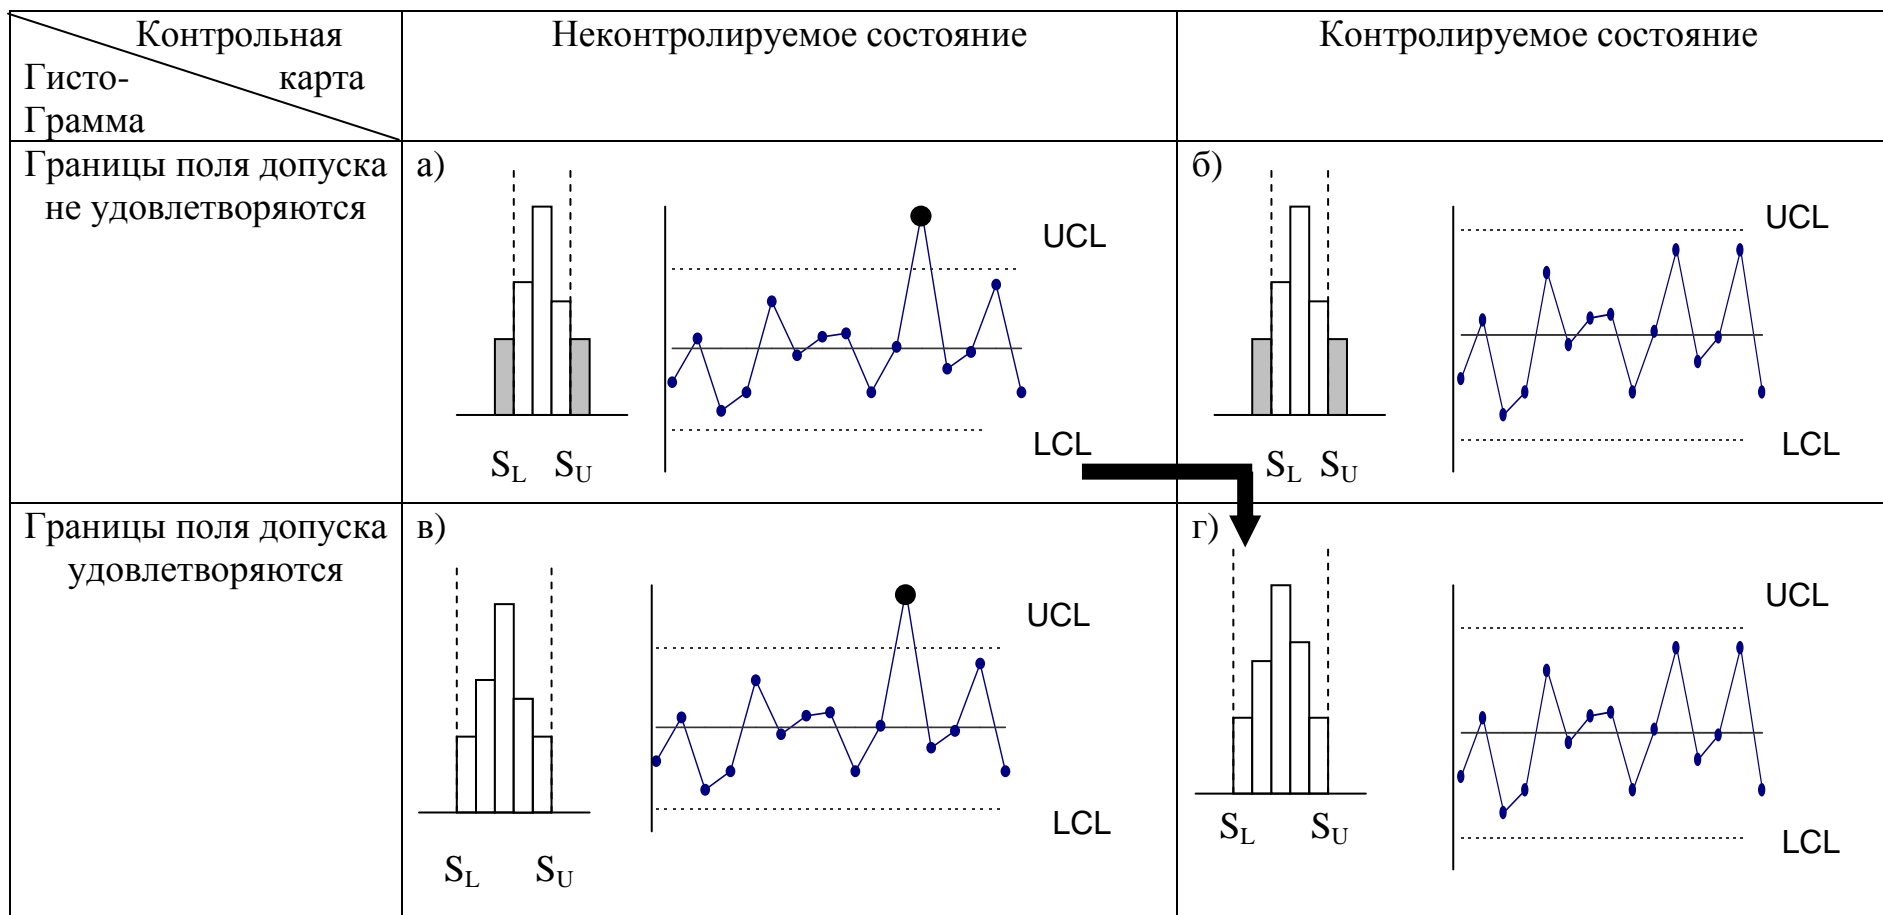 Контрольная
Гисто- карта
Грамма
Неконтролируемое состояние
Контролируемое состояние
Границы поля допуска
не удовлетворяются
а)
UCL
LCL
S_L S_U
б)
UCL
LCL
S_L S_U
Границы поля допуска
удовлетворяются
в)
UCL
LCL
S_L S_U
г)
UCL
LCL
S_L S_U